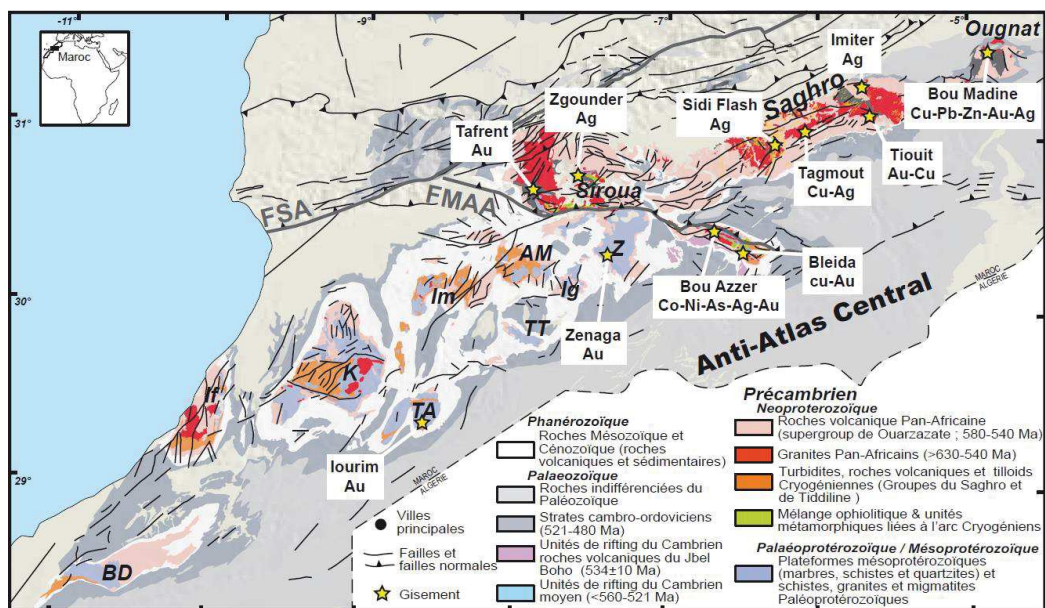 -11°
-9°
-7°
-5°
31°
30°
29°
Maroc
Ougnat
Imiter
Ag
Bou Madine
Cu-Pb-Zn-Au-Ag
Saghro
Sidi Flash
Ag
Zgounder
Ag
Tafrent
Au
Tiouit
Au-Cu
Tagmout
Cu-Ag
Siroua
FSA
FMAA
Z
AM
Im
Ig
TT
Bleida
cu-Au
Bou Azzer
Co-Ni-As-Ag-Au
Zenaga
Au
MAROC
ALGÉRIE
Anti-Atlas Central
K
If
TA
Iourim
Au
MAROC
ALGÉRIE
BD
Villes
principales
Failles et
failles normales
Gisement
Phanérozoïque
Roches Mésozoïque et
Cénozoïque (roches
volcaniques et sédimentaires)
Palaeozoïque
Roches indifférenciées du
Paléozoïque
Strates cambro-ordoviciens
(521-480 Ma)
Unités de rifting du Cambrien
roches volcaniques du Jbel
Boho (534±10 Ma)
Unités de rifting du Cambrien
moyen (<560-521 Ma)
Précambrien
Neoproterozoïque
Roches volcanique Pan-Africaine
(supergroup de Ouarzazate ; 580-540 Ma)
Granites Pan-Africains (>630-540 Ma)
Turbidites, roches volcaniques et tilloids
Cryogéniennes (Groupes du Saghro et
de Tiddiline )
Mélange ophiolitique & unités
métamorphiques liées à l'arc Cryogéniens
Palaéoprotérozoïque / Mésoprotérozoïque
Plateformes mésoprotérozoïques
(marbres, schistes et quartzites) et
schistes, granites et migmatites
Paléoprotérozoïques